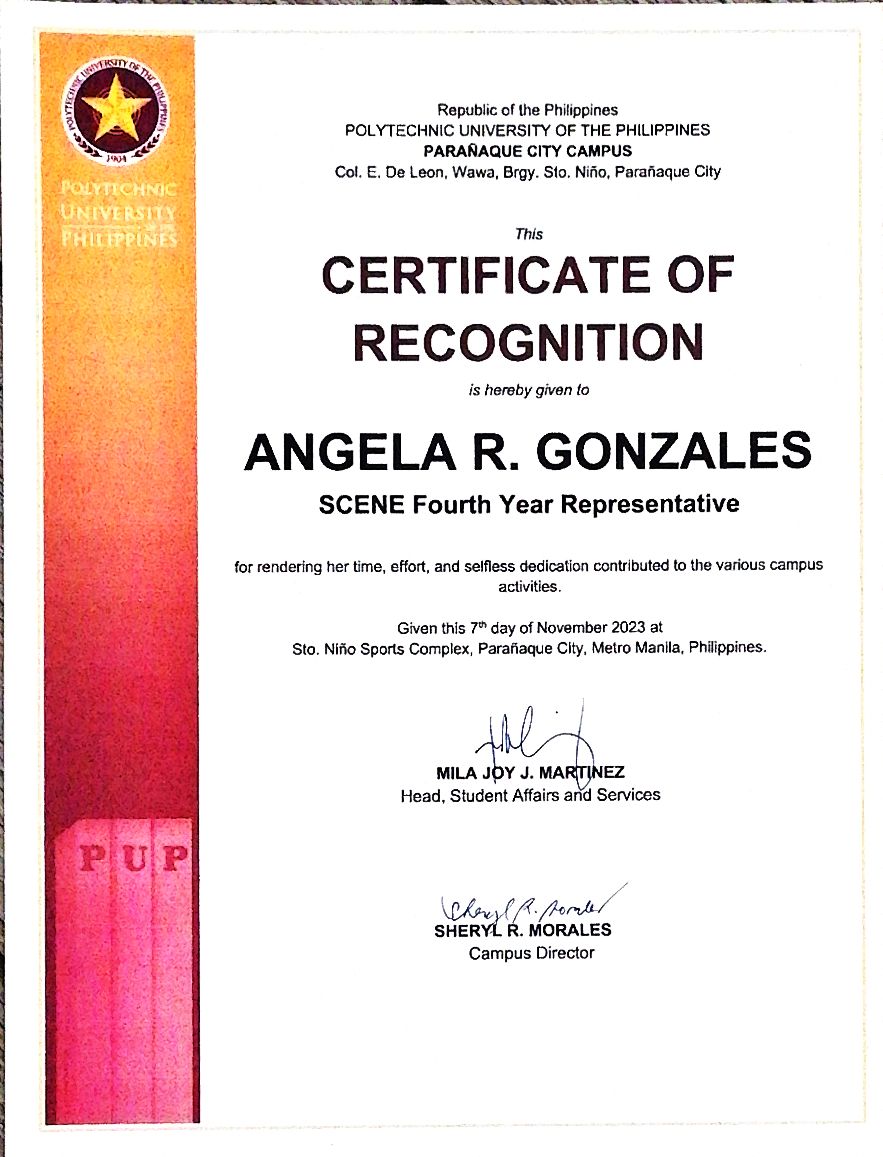 POLYTECHNIC UNIVERSITY OF THE PHILIPPINES
1904
POLYTECHNIC
UNIVERSITY
OF THE
PHILIPPINES
Republic of the Philippines
POLYTECHNIC UNIVERSITY OF THE PHILIPPINES
PARAÑAQUE CITY CAMPUS
Col. E. De Leon, Wawa, Brgy. Sto. Niño, Parañaque City
This
CERTIFICATE OF
RECOGNITION
is hereby given to
ANGELA R. GONZALES
SCENE Fourth Year Representative
for rendering her time, effort, and selfless dedication contributed to the various campus
activities.
Given this 7th day of November 2023 at
Sto. Niño Sports Complex, Parañaque City, Metro Manila, Philippines.
MILA JOY J. MARTINEZ
Head, Student Affairs and Services
Sheryl R. Morales
SHERYL R. MORALES
Campus Director
PUP